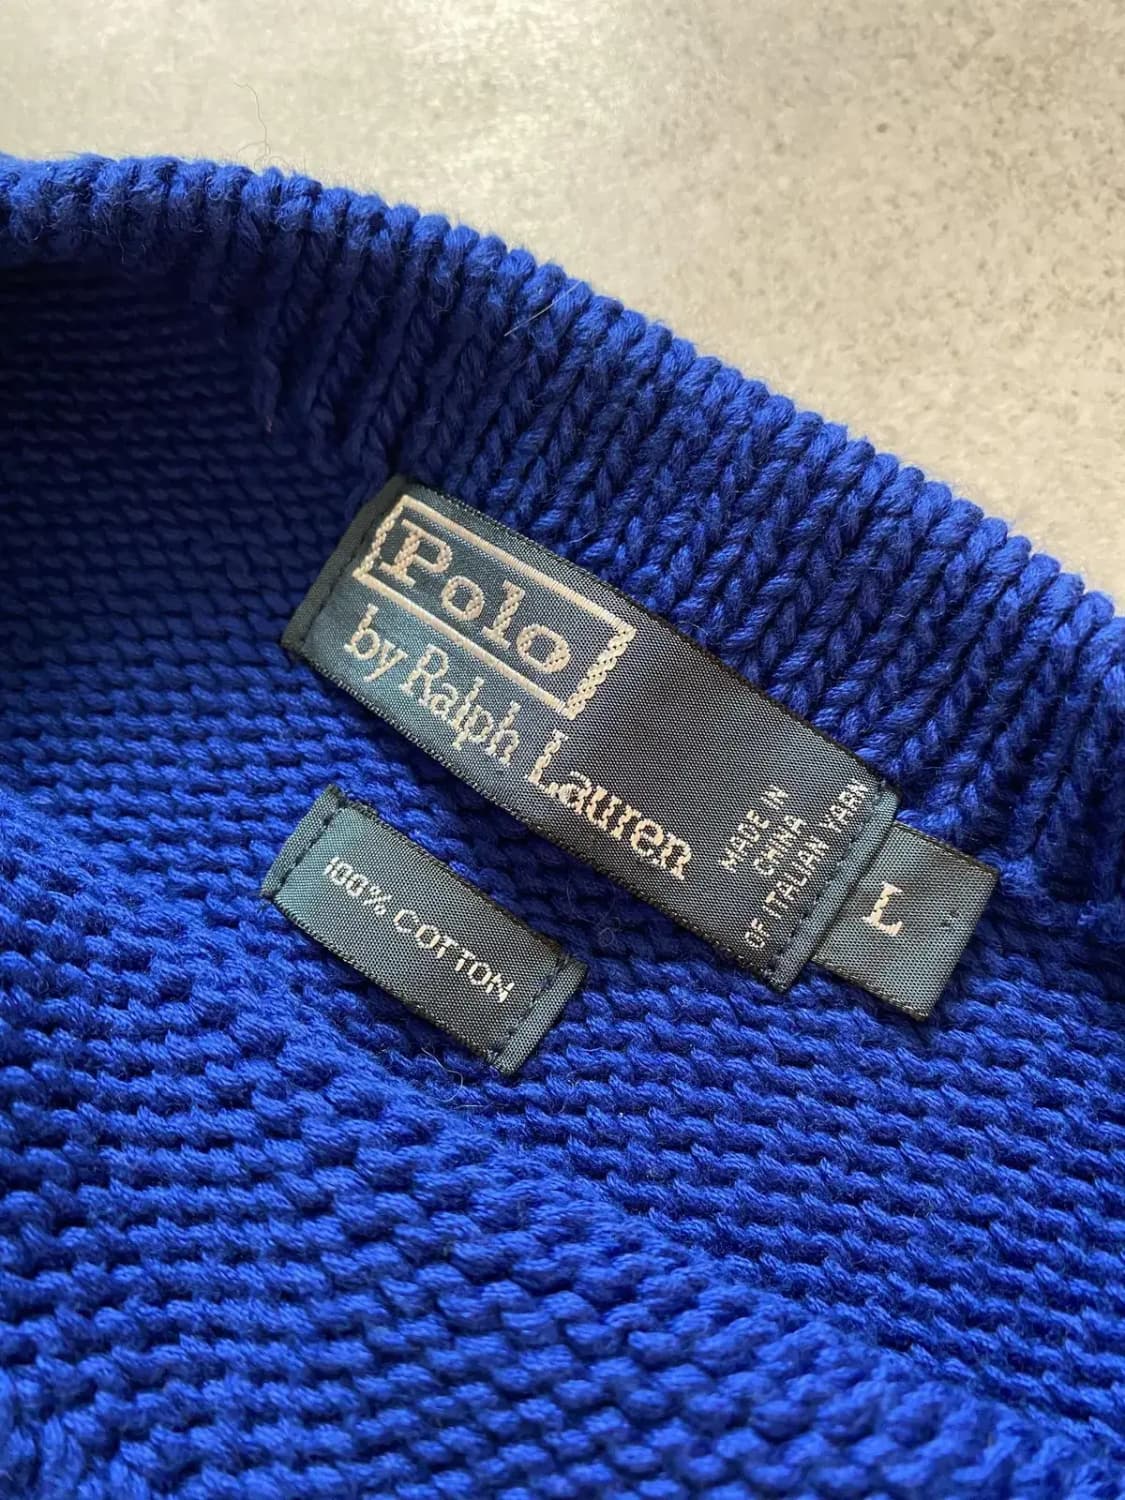 Polo
by Ralph Lauren
MADE IN
CHINA
OF ITALIAN YARN
L
100% COTTON